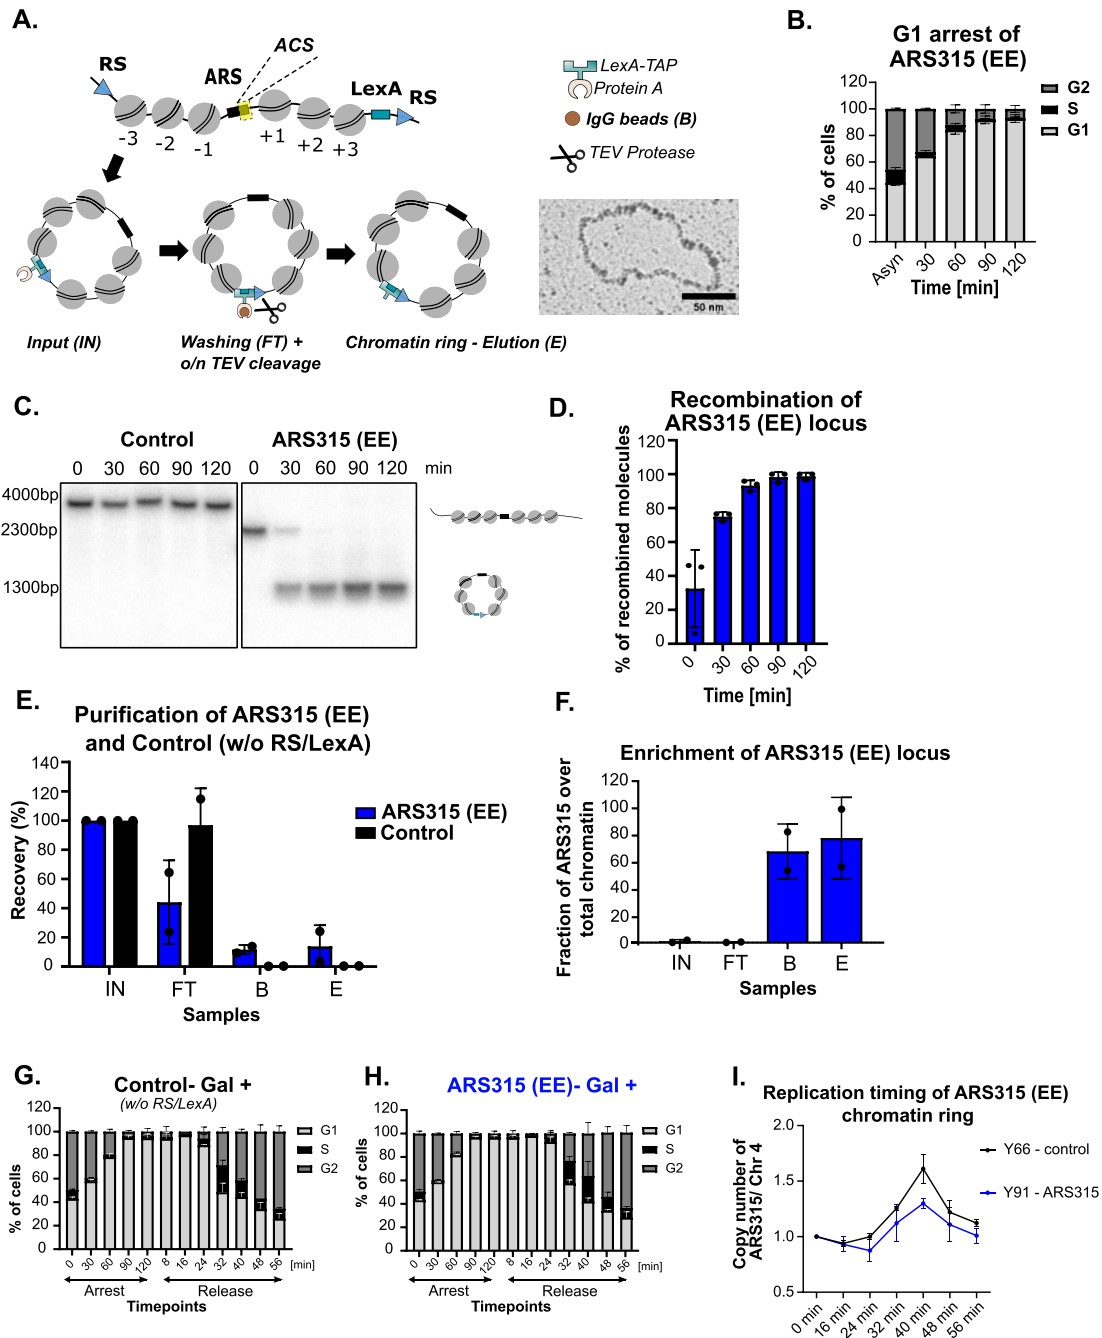 A.
ACS
RS
ARS
LexA
RS
-3
-2
-1
+1
+2
+3
LexA-TAP
Protein A
IgG beads (B)
TEV Protease
Input (IN)
Washing (FT) +
o/n TEV cleavage
Chromatin ring - Elution (E)
50 nm
B.
G1 arrest of
ARS315 (EE)
% of cells
120
100
80
60
40
20
0
Asyn
30
60
90
120
Time [min]
G2
S
G1
C.
Control
ARS315 (EE)
0 30 60 90 120
0 30 60 90 120 min
4000bp
2300bp
1300bp
D.
Recombination of
ARS315 (EE) locus
% of recombined molecules
120
100
80
60
40
20
0
0
30
60
90
120
Time [min]
E.
Purification of ARS315 (EE)
and Control (w/o RS/LexA)
Recovery (%)
140
120
100
80
60
40
20
0
IN FT B E
Samples
ARS315 (EE)
Control
F.
Enrichment of ARS315 (EE) locus
Fraction of ARS315 over
total chromatin
120
100
80
60
40
20
0
IN FT B E
Samples
G.
Control- Gal +
(w/o RS/LexA)
% of cells
120
100
80
60
40
20
0
0 30 60 90 120 8 16 24 32 40 48 56 [min]
Arrest
Release
Timepoints
G1
S
G2
H.
ARS315 (EE)- Gal +
% of cells
120
100
80
60
40
20
0
0 30 60 90 120 8 16 24 32 40 48 56 [min]
Arrest
Release
Timepoints
G1
S
G2
I.
Replication timing of ARS315 (EE)
chromatin ring
Copy number of
ARS315/ Chr 4
2.0
1.5
1.0
0.5
0 min
16 min
24 min
32 min
40 min
48 min
56 min
Y66 - control
Y91 - ARS315